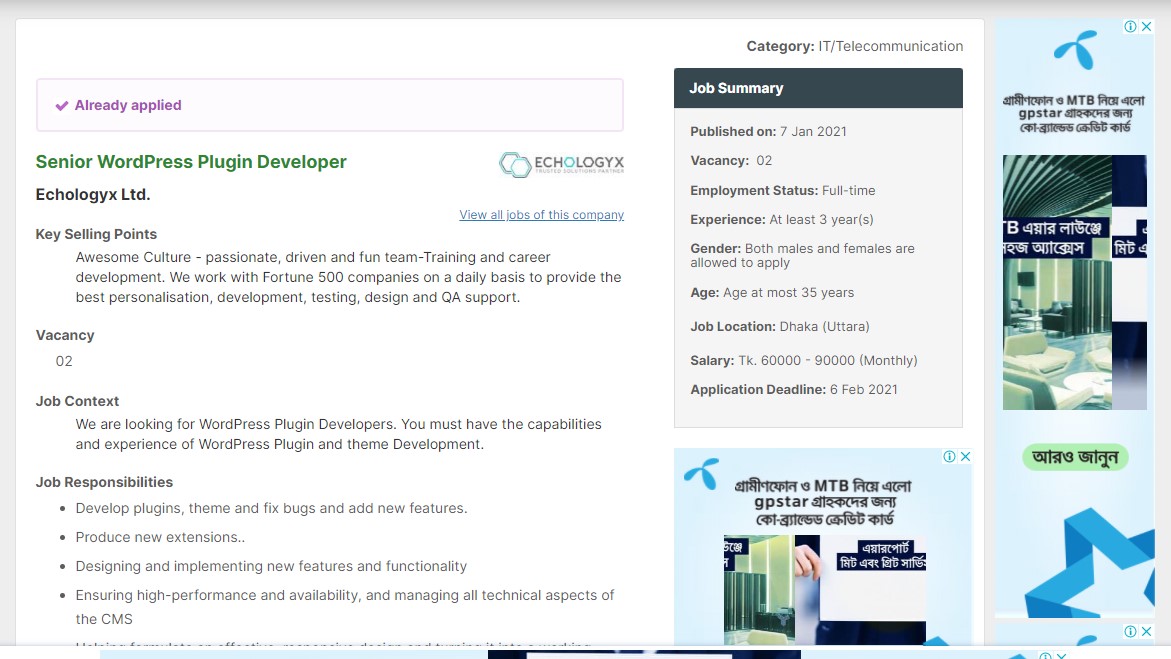 Category: IT/Telecommunication
Already applied
Senior WordPress Plugin Developer
ECHOLOGYX
TRUSTED SOLUTIONS PARTNER
Echologyx Ltd.
View all jobs of this company
Key Selling Points
Awesome Culture - passionate, driven and fun team-Training and career
development. We work with Fortune 500 companies on a daily basis to provide the
best personalisation, development, testing, design and QA support.
Vacancy
02
Job Context
We are looking for WordPress Plugin Developers. You must have the capabilities
and experience of WordPress Plugin and theme Development.
Job Responsibilities
• Develop plugins, theme and fix bugs and add new features.
• Produce new extensions..
• Designing and implementing new features and functionality
• Ensuring high-performance and availability, and managing all technical aspects of
the CMS
Job Summary
Published on: 7 Jan 2021
Vacancy: 02
Employment Status: Full-time
Experience: At least 3 year(s)
Gender: Both males and females are
allowed to apply
Age: Age at most 35 years
Job Location: Dhaka (Uttara)
Salary: Tk. 60000 - 90000 (Monthly)
Application Deadline: 6 Feb 2021
গ্রামীণফোন ও MTB নিয়ে এলো
gpstar গ্রাহকদের জন্য
কো-ব্র্যান্ডেড ক্রেডিট কার্ড
এয়ারপোর্ট
মিট এবং গ্রিট সার্ভিস
গ্রামীণফোন ও MTB নিয়ে এলো
gpstar গ্রাহকদের জন্য
কো-ব্র্যান্ডেড ক্রেডিট কার্ড
TB এয়ার লাউঞ্জে
সহজ অ্যাক্সেস
মিট এ
আরও জানুন